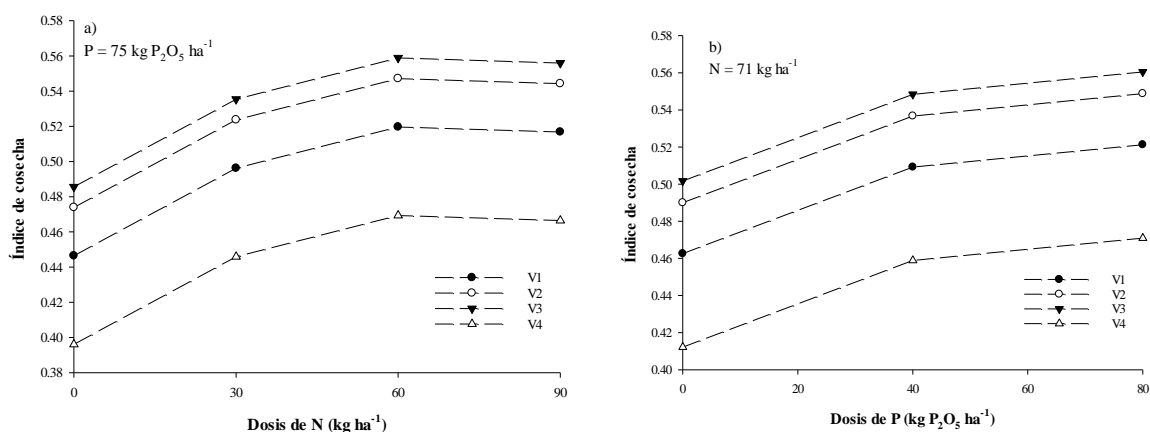 a)
P = 75 kg P₂O₅ ha⁻¹
Índice de cosecha
0.58
0.56
0.54
0.52
0.50
0.48
0.46
0.44
0.42
0.40
0.38
V1
V2
V3
V4
0 30 60 90
Dosis de N (kg ha⁻¹)
b)
N = 71 kg ha⁻¹
Índice de cosecha
0.58
0.56
0.54
0.52
0.50
0.48
0.46
0.44
0.42
0.40
V1
V2
V3
V4
0 20 40 60 80
Dosis de P (kg P₂O₅ ha⁻¹)